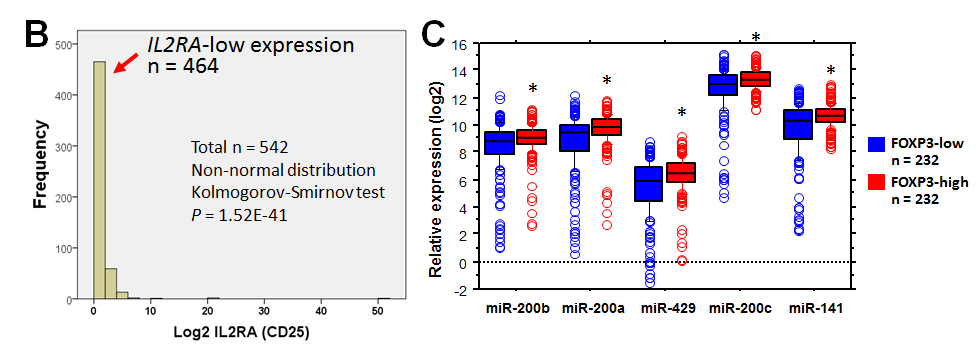 B
IL2RA-low expression
n = 464
Total n = 542
Non-normal distribution
Kolmogorov-Smirnov test
P = 1.52E-41
Frequency
500
400
300
200
100
0
0
10
20
30
40
50
Log2 IL2RA (CD25)
C
Relative expression (log2)
16
14
12
10
8
6
4
2
0
-2
*
*
*
*
*
miR-200b
miR-200a
miR-429
miR-200c
miR-141
FOXP3-low
n = 232
FOXP3-high
n = 232